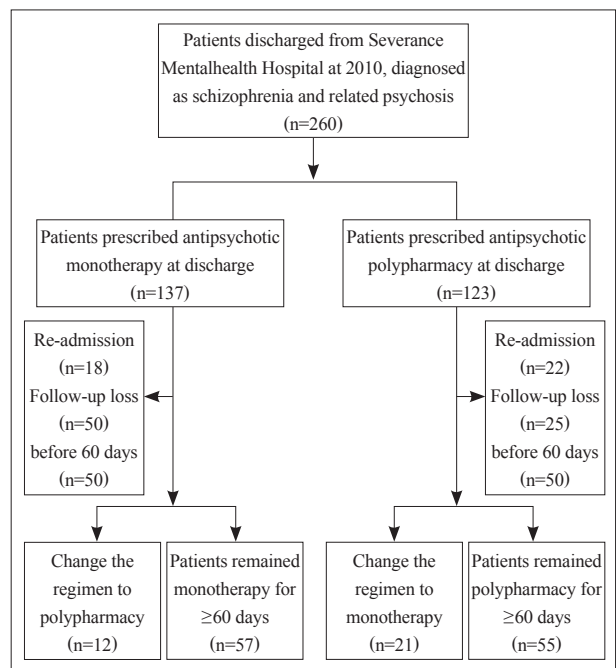 Patients discharged from Severance
Mentalhealth Hospital at 2010, diagnosed
as schizophrenia and related psychosis
(n=260)
Patients prescribed antipsychotic
monotherapy at discharge
(n=137)
Patients prescribed antipsychotic
polypharmacy at discharge
(n=123)
Re-admission
(n=18)
Follow-up loss
(n=50)
before 60 days
(n=50)
Re-admission
(n=22)
Follow-up loss
(n=25)
before 60 days
(n=50)
Change the
regimen to
polypharmacy
(n=12)
Patients remained
monotherapy for
≥60 days
(n=57)
Change the
regimen to
monotherapy
(n=21)
Patients remained
polypharmacy for
≥60 days
(n=55)